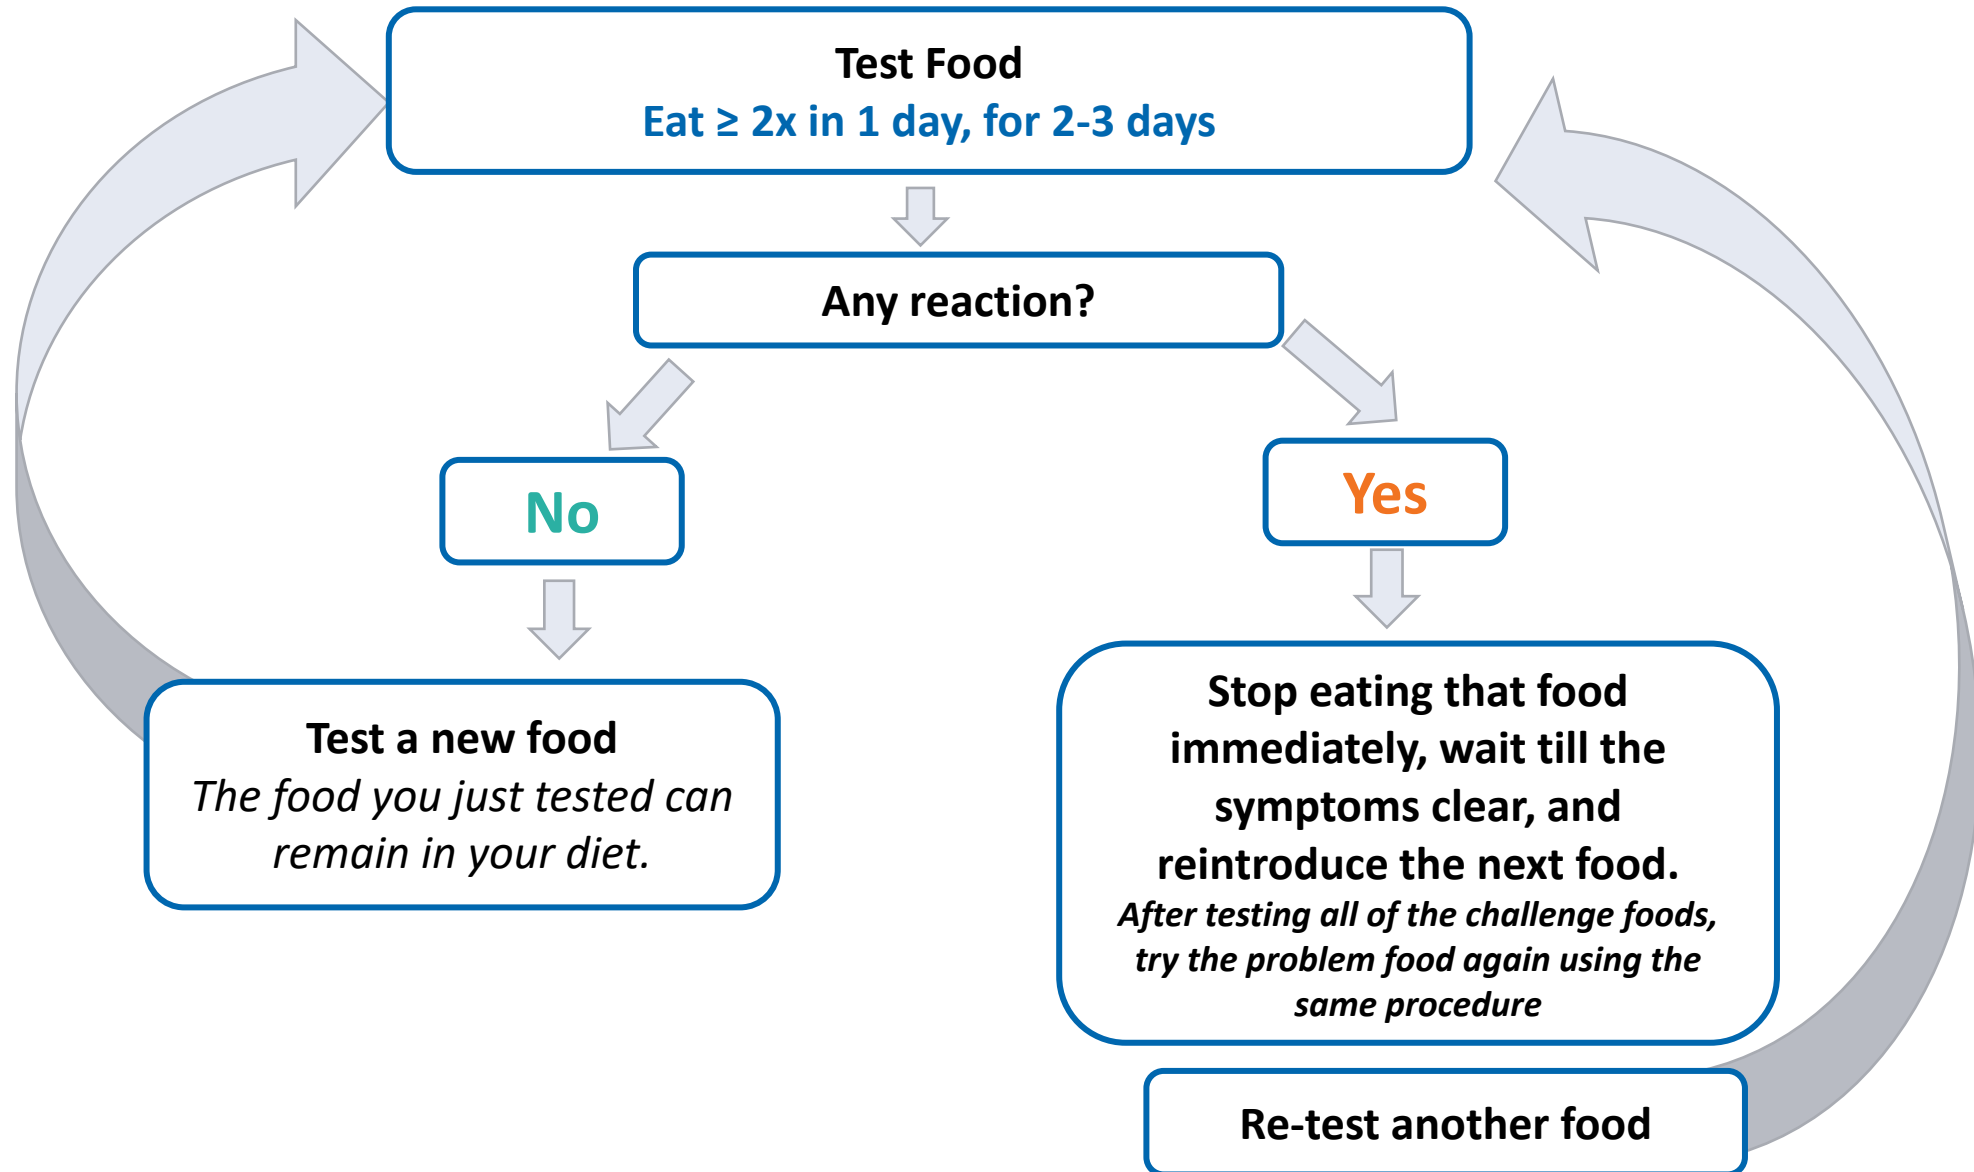 Test Food
Eat ≥ 2x in 1 day, for 2-3 days
Any reaction?
No
Yes
Test a new food
The food you just tested can
remain in your diet.
Stop eating that food
immediately, wait till the
symptoms clear, and
reintroduce the next food.
After testing all of the challenge foods,
try the problem food again using the
same procedure
Re-test another food